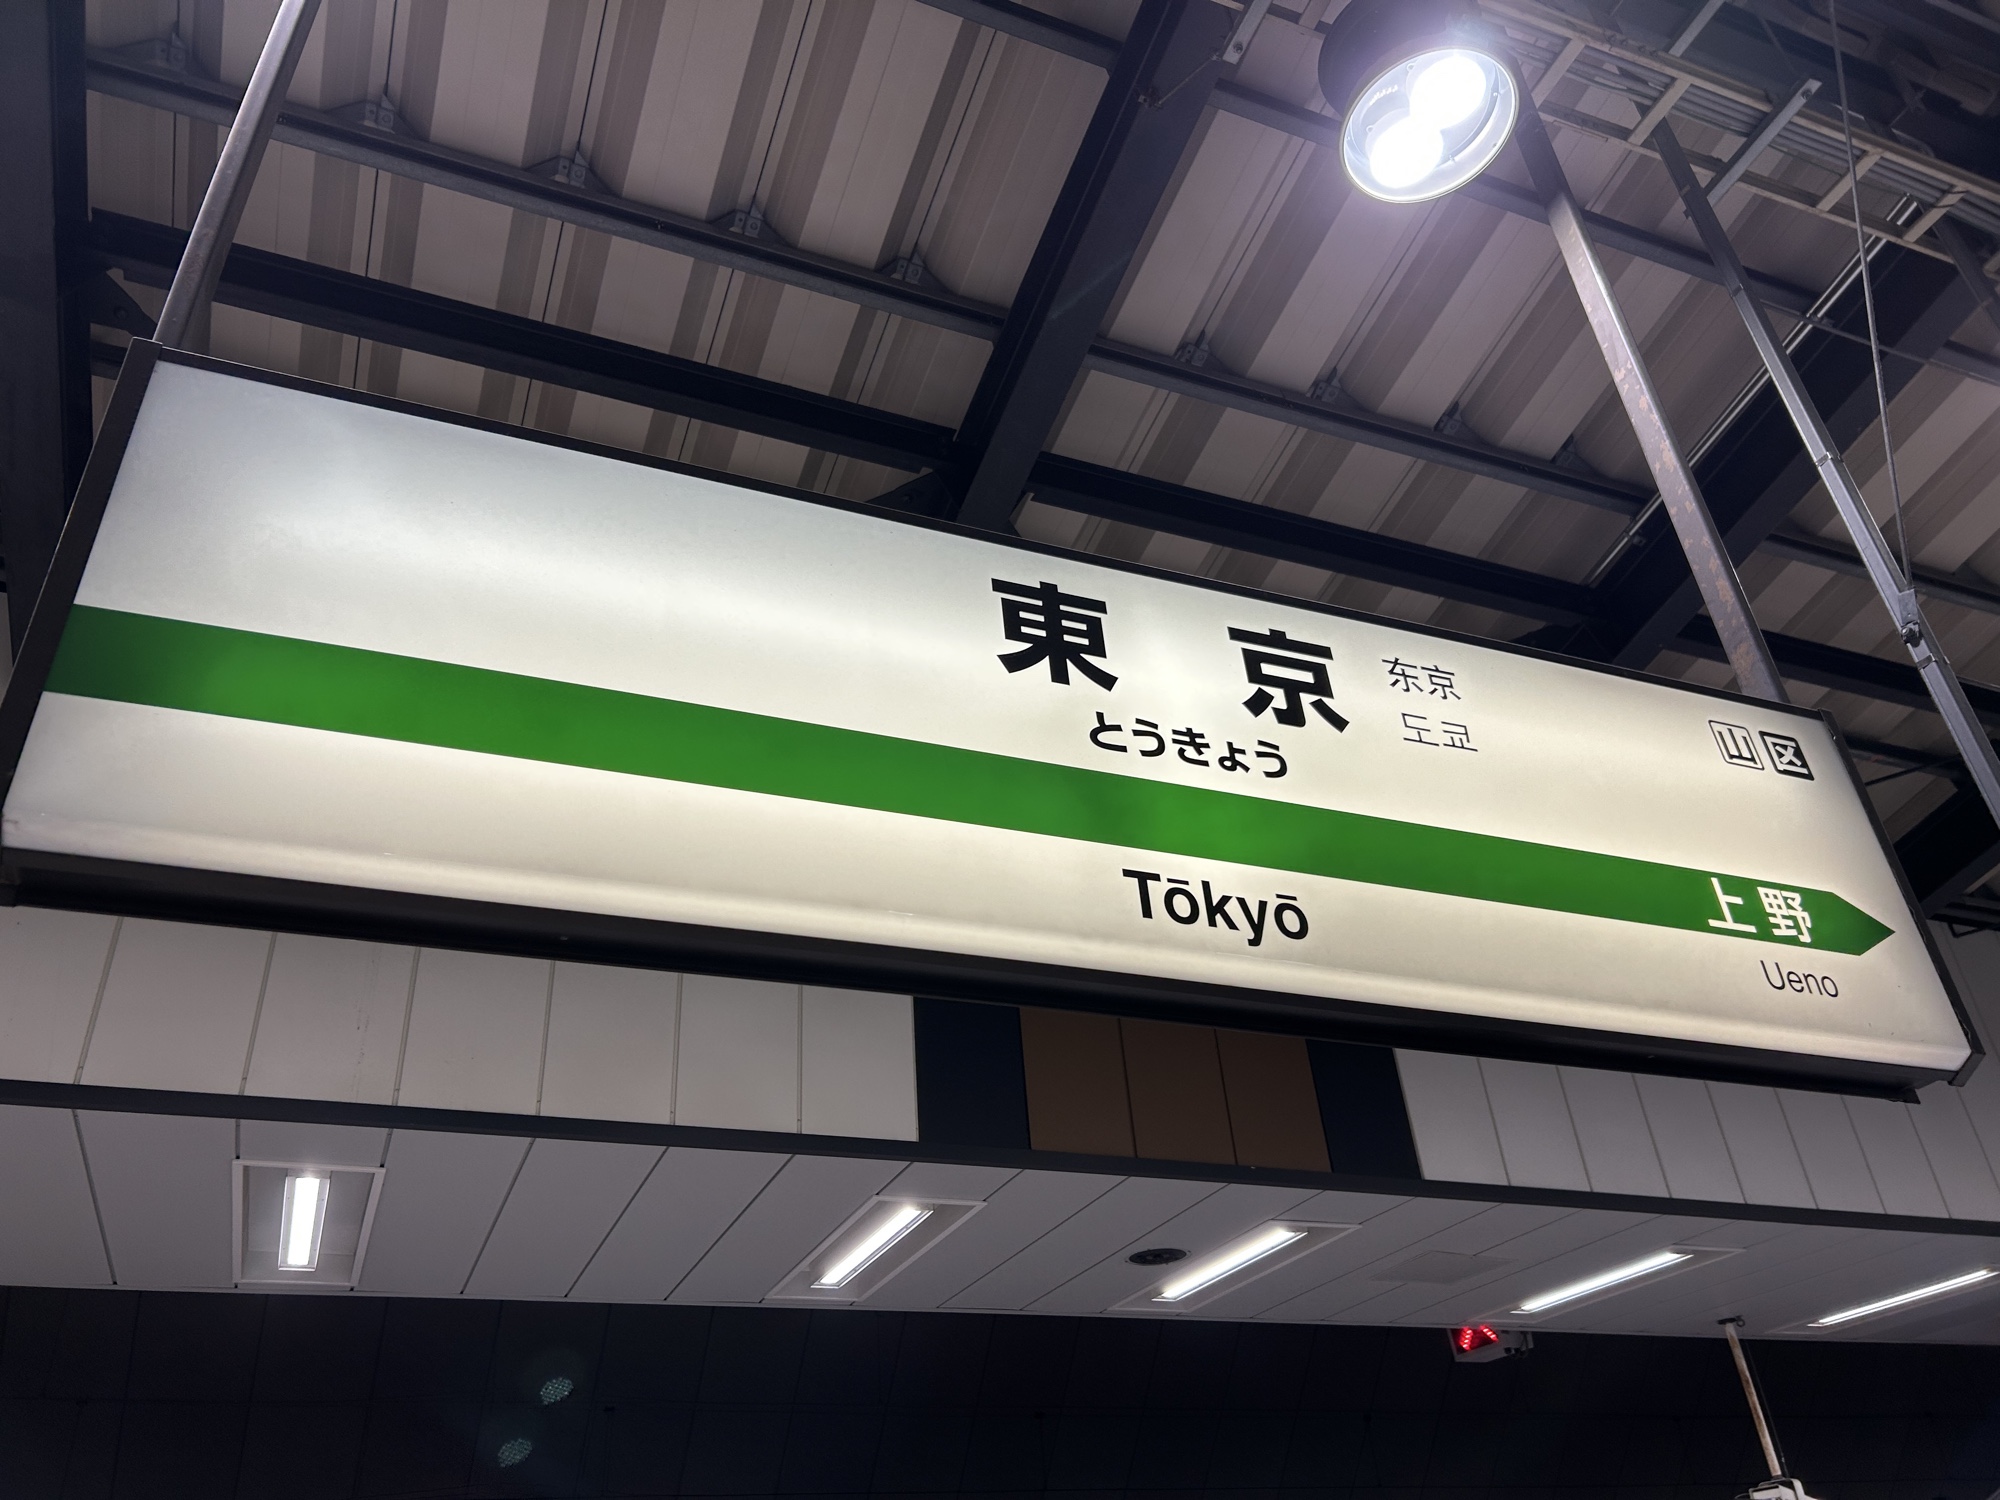 東京
とうきょう
东京
도쿄
山区
Tōkyō
上野
Ueno